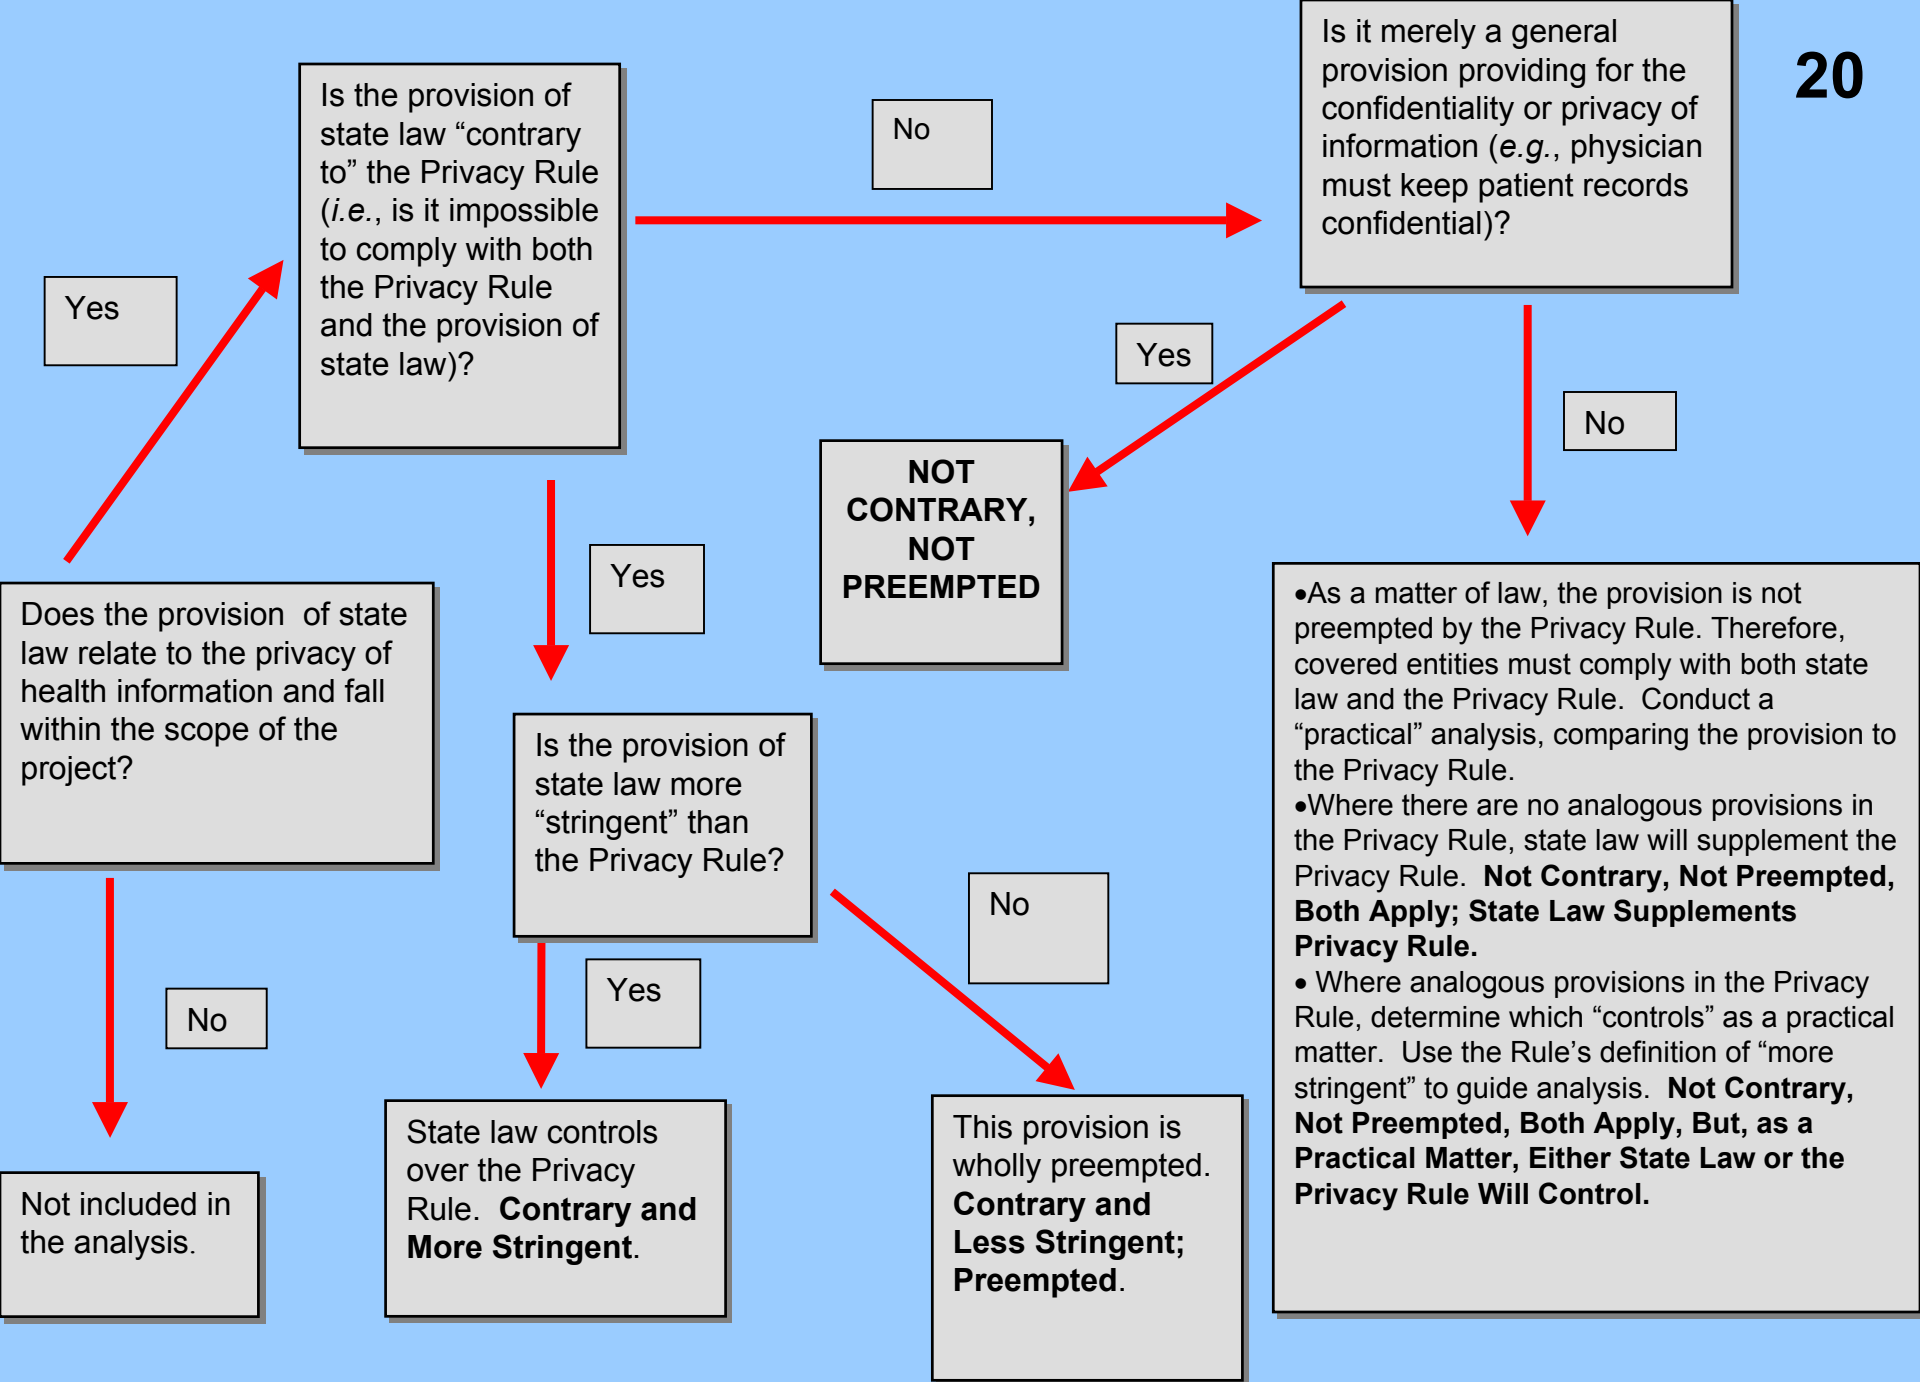 20
Does the provision of state
law relate to the privacy of
health information and fall
within the scope of the
project?
Yes
No
Not included in
the analysis.
Is the provision of
state law “contrary
to” the Privacy Rule
(i.e., is it impossible
to comply with both
the Privacy Rule
and the provision of
state law)?
No
Yes
Is the provision of
state law more
“stringent” than
the Privacy Rule?
Yes
No
State law controls
over the Privacy
Rule. Contrary and
More Stringent.
This provision is
wholly preempted.
Contrary and
Less Stringent;
Preempted.
Is it merely a general
provision providing for the
confidentiality or privacy of
information (e.g., physician
must keep patient records
confidential)?
Yes
No
NOT
CONTRARY,
NOT
PREEMPTED
•As a matter of law, the provision is not
preempted by the Privacy Rule. Therefore,
covered entities must comply with both state
law and the Privacy Rule. Conduct a
“practical” analysis, comparing the provision to
the Privacy Rule.
•Where there are no analogous provisions in
the Privacy Rule, state law will supplement the
Privacy Rule. Not Contrary, Not Preempted,
Both Apply; State Law Supplements
Privacy Rule.
• Where analogous provisions in the Privacy
Rule, determine which “controls” as a practical
matter. Use the Rule’s definition of “more
stringent” to guide analysis. Not Contrary,
Not Preempted, Both Apply, But, as a
Practical Matter, Either State Law or the
Privacy Rule Will Control.